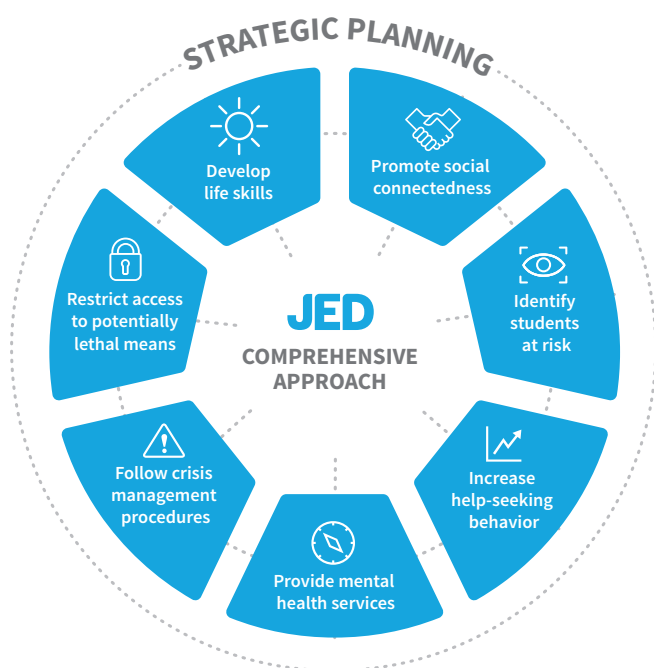 STRATEGIC PLANNING
Develop
life skills
Promote social
connectedness
Identify
students
at risk
Increase
help-seeking
behavior
Provide mental
health services
Follow crisis
management
procedures
Restrict access
to potentially
lethal means
JED
COMPREHENSIVE
APPROACH